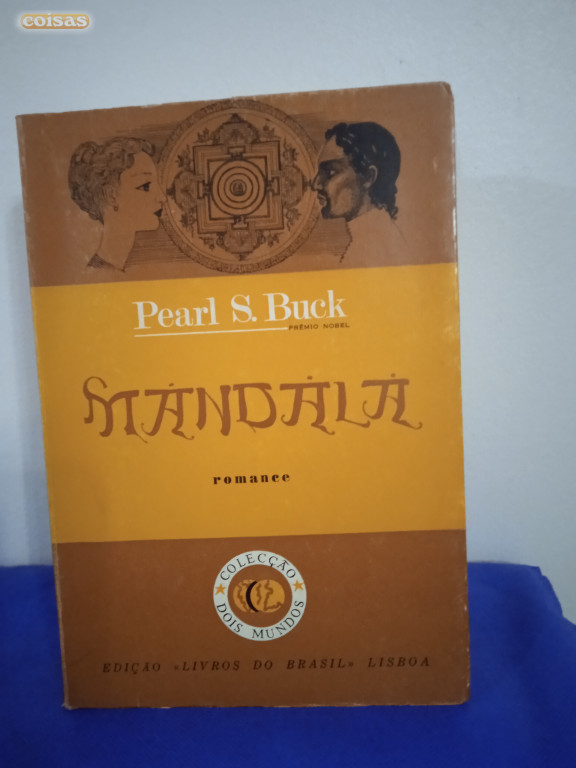 coisas
Pearl S. Buck
PRÉMIO NOBEL
MANDALA
romance
COLECÇÃO
DOIS MUNDOS
EDIÇÃO «LIVROS DO BRASIL» LISBOA